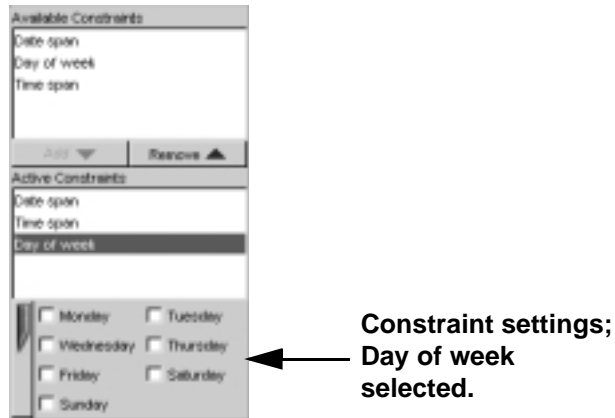 Available Constraints
Date span
Day of week
Time span
Add
Remove
Active Constraints
Date span
Time span
Day of week
Monday
Tuesday
Wednesday
Thursday
Friday
Saturday
Sunday
Constraint settings;
Day of week
selected.